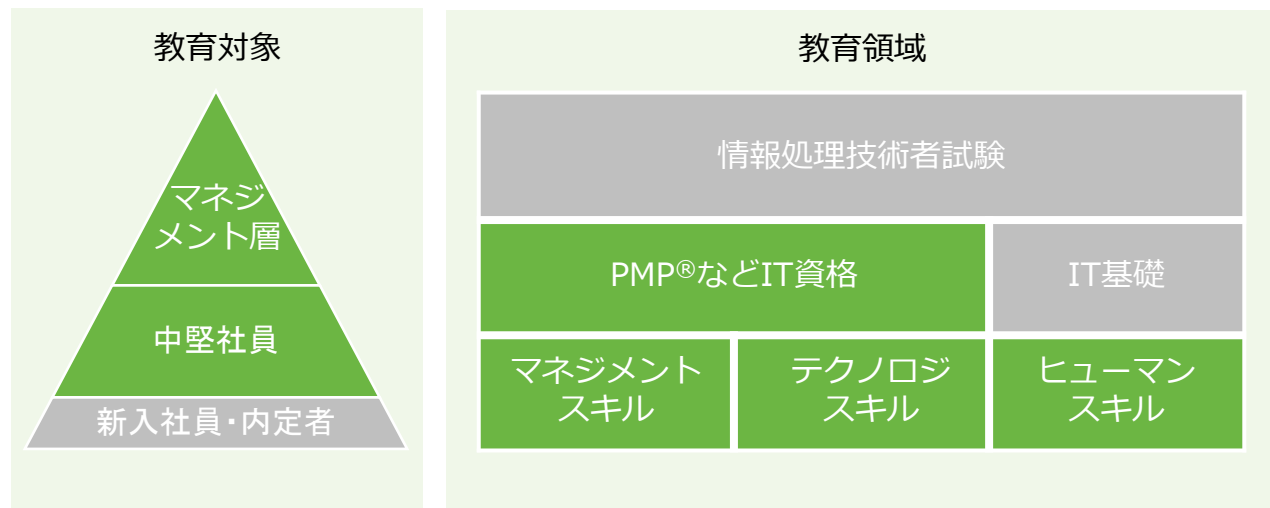 教育対象
マネジ
メント層
中堅社員
新入社員・内定者
教育領域
情報処理技術者試験
PMP®などIT資格
IT基礎
マネジメント
スキル
テクノロジ
スキル
ヒューマン
スキル